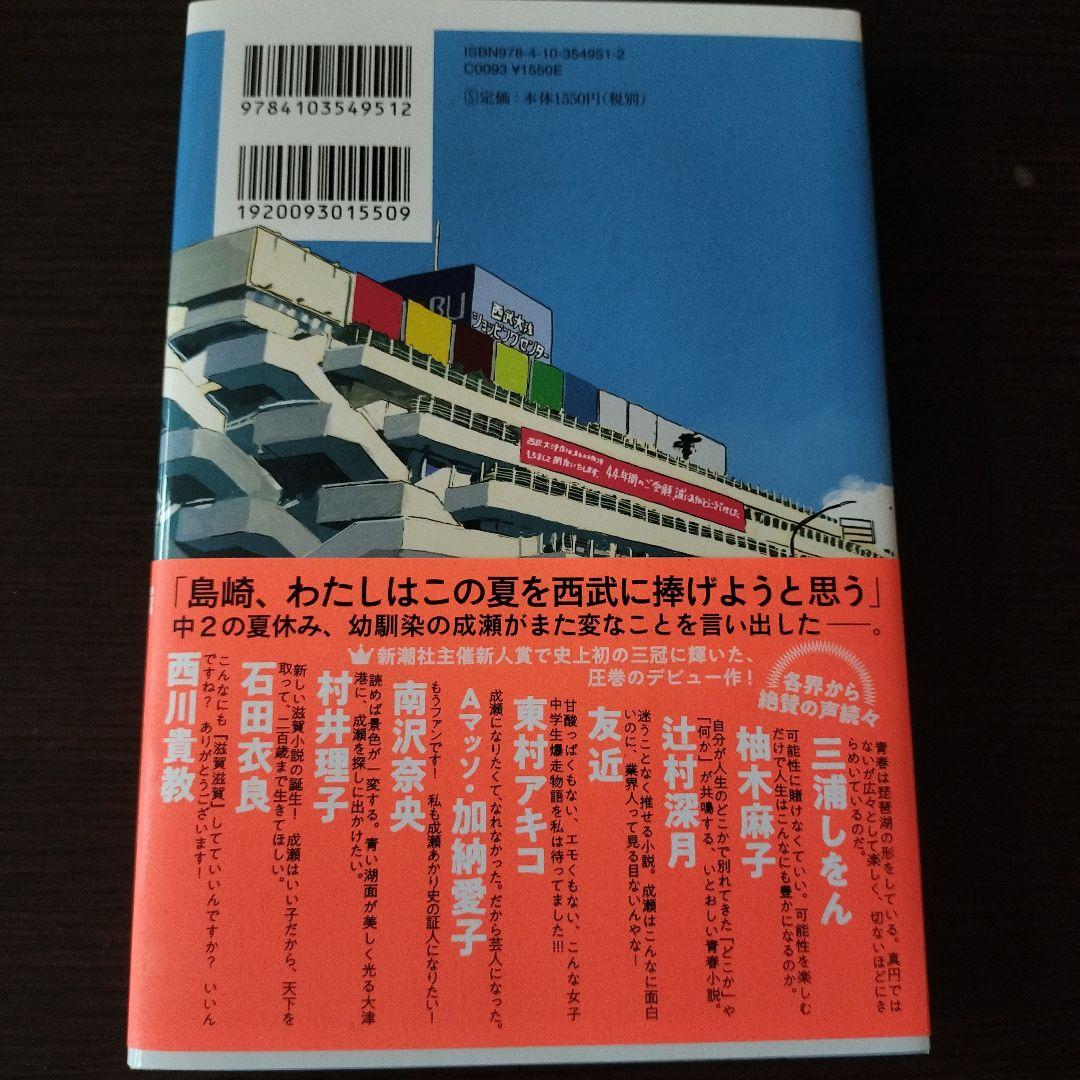 ISBN978-4-10-354951-2
C0093 ¥1550E
Ⓢ定価：本体1550円（税別）
9784103549512
1920093015509
BU
西武大津
ショッピングセンター
44年間のご愛顧、誠にありがとうございました
「島崎、わたしはこの夏を西武に捧げようと思う」
中2の夏休み、幼馴染の成瀬がまた変なことを言い出した——。
新潮社主催新人賞で史上初の三冠に輝いた、
圧巻のデビュー作！
各界から
絶賛の声続々
青春は琵琶湖の形をしている。真円では
ないが広々として楽しく、切ないほどにき
らめいているのだ。
三浦しをん
可能性に賭けなくていい。可能性を楽しむ
だけで人生はこんなにも豊かになるのか。
柚木麻子
自分が人生のどこかで別れてきた「どこか」や
「何か」が共鳴する、いとおしい青春小説。
辻村深月
迷うことなく推せる小説。成瀬はこんなに面白
いのに、業界人って見る目ないんやな！
友近
甘酸っぱくもない、エモくもない、こんな女子
中学生爆走物語を私は待ってました!!!
東村アキコ
成瀬になりたくて、なれなかった。だから芸人になった。
Aマッソ・加納愛子
もうファンです！　私も成瀬あかり史の証人になりたい！
南沢奈央
読めば景色が一変する。青い湖面が美しく光る大津
港に、成瀬を探しに出かけたい。
村井理子
新しい滋賀小説の誕生！　成瀬はいい子だから、天下を
取って、二百歳まで生きてほしい。
石田衣良
こんなにも「滋賀滋賀」してていいんですか？　いいん
ですね？　ありがとうございます！
西川貴教